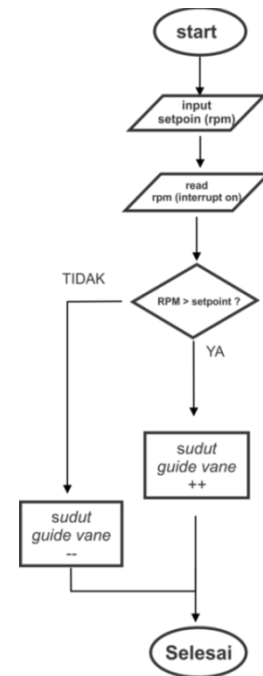 start
input
setpoin (rpm)
read
rpm (interrupt on)
RPM > setpoint ?
TIDAK
YA
sudut
guide vane
++
sudut
guide vane
--
Selesai